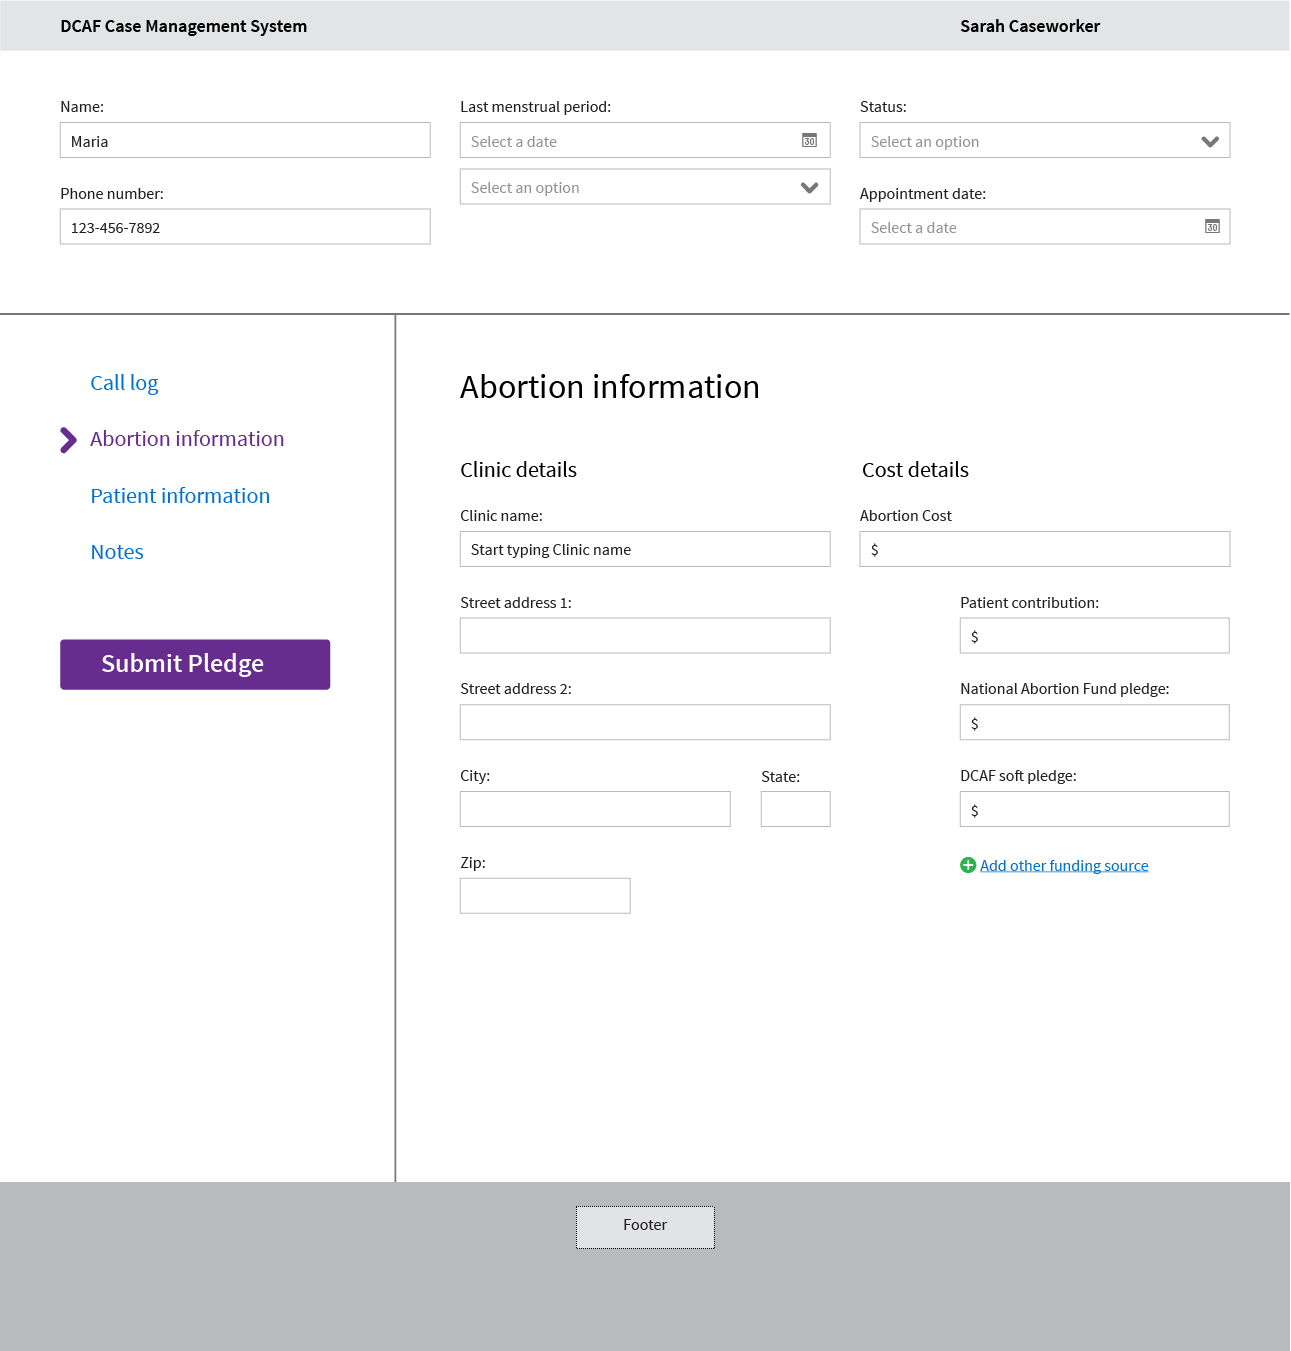 DCAF Case Management System
Sarah Caseworker
Name:
Maria
Phone number:
123-456-7892
Last menstrual period:
Select a date
30
Select an option
Status:
Select an option
Appointment date:
Select a date
30
Call log
Abortion information
Patient information
Notes
Submit Pledge
Abortion information
Clinic details
Clinic name:
Start typing Clinic name
Street address 1:
Street address 2:
City:
State:
Zip:
Cost details
Abortion Cost
$
Patient contribution:
$
National Abortion Fund pledge:
$
DCAF soft pledge:
$
Add other funding source
Footer